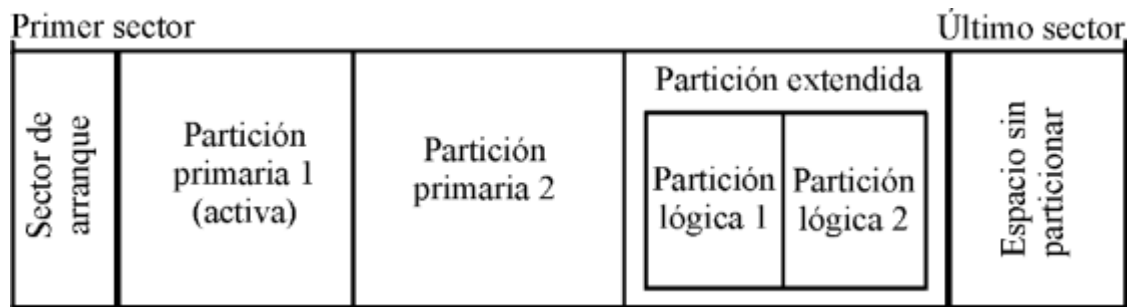 Primer sector
Último sector
Sector de
arranque
Partición
primaria 1
(activa)
Partición
primaria 2
Partición extendida
Partición
lógica 1
Partición
lógica 2
Espacio sin
particionar